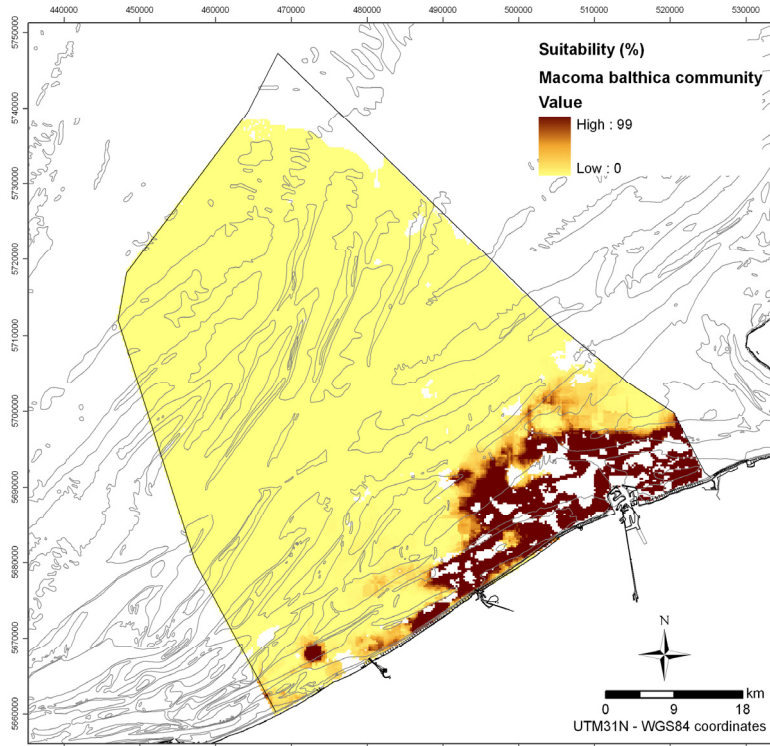 440000 450000 460000 470000 480000 490000 500000 510000 520000 530000
5750000
5740000
5730000
5720000
5710000
5700000
5690000
5680000
5670000
5660000
Suitability (%)
Macoma balthica community
Value
High : 99
Low : 0
N
km
0 9 18
UTM31N - WGS84 coordinates